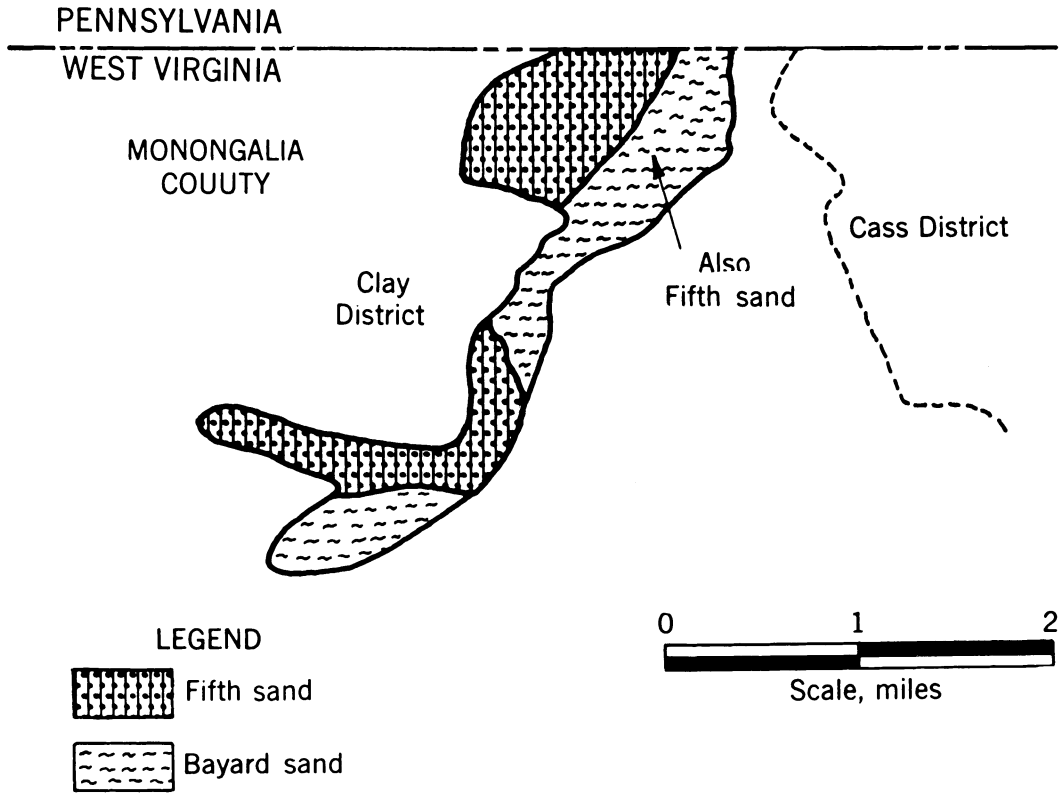 PENNSYLVANIA
WEST VIRGINIA
MONONGALIA
COUUTY
Cass District
Also
Fifth sand
Clay
District
LEGEND
Fifth sand
Bayard sand
0 1 2
Scale, miles